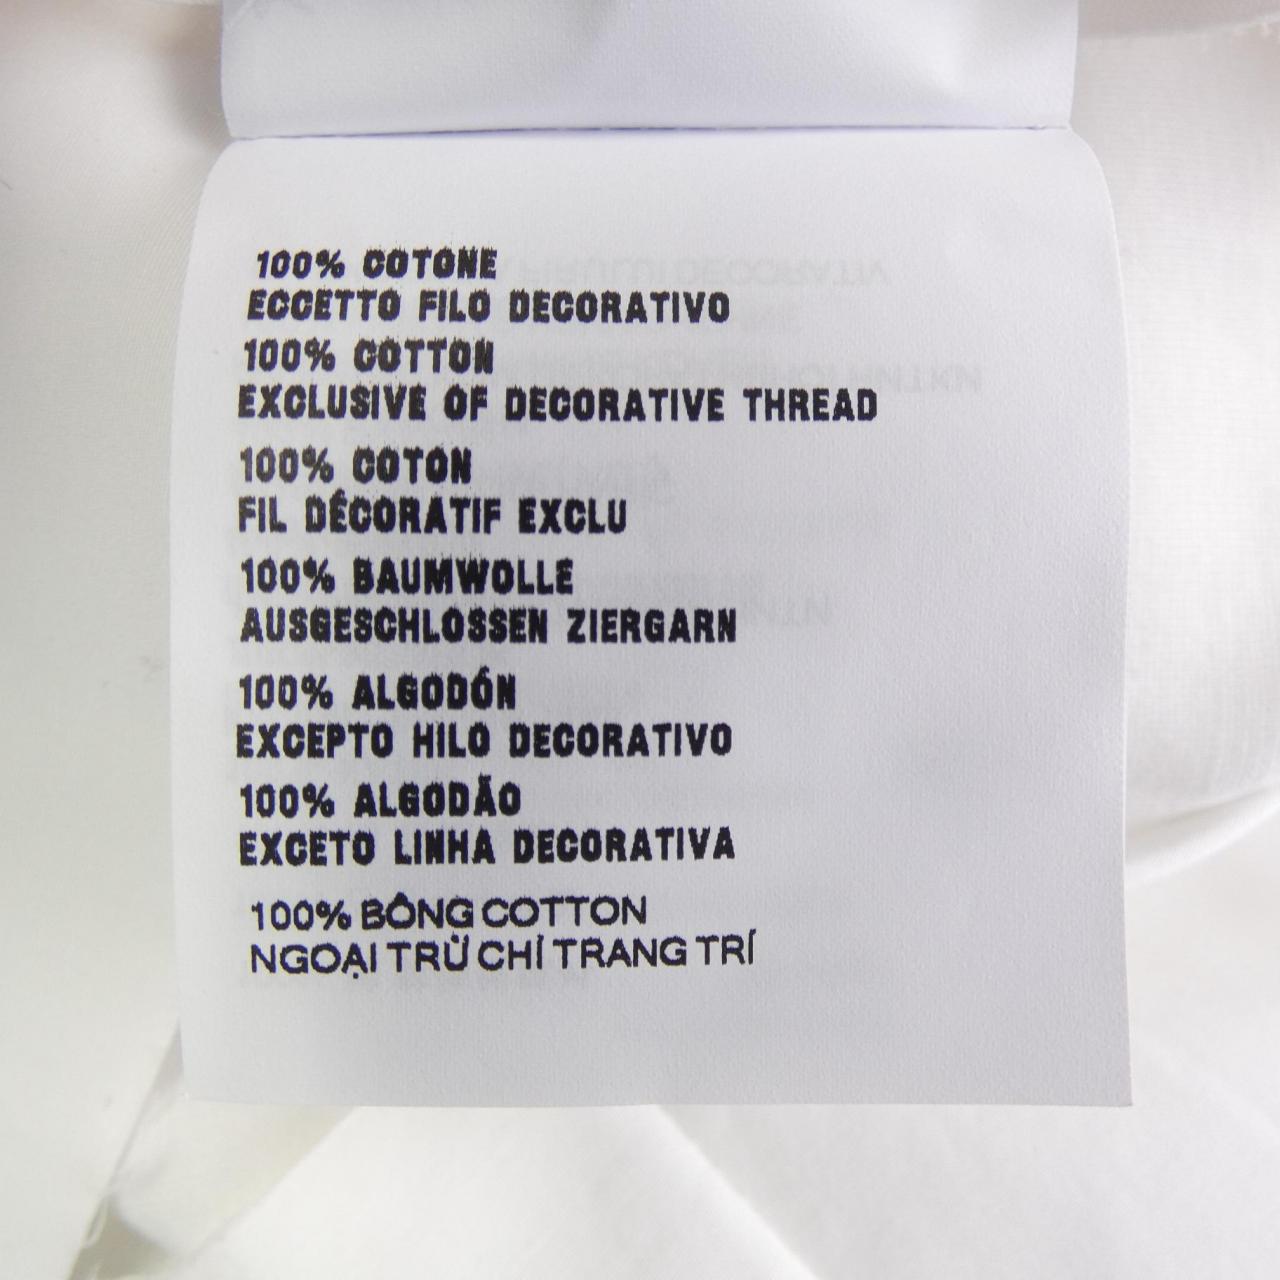 100% COTONE
ECCETTO FILO DECORATIVO
100% COTTON
EXCLUSIVE OF DECORATIVE THREAD
100% COTON
FIL DÉCORATIF EXCLU
100% BAUMWOLLE
AUSGESCHLOSSEN ZIERGARN
100% ALGODÓN
EXCEPTO HILO DECORATIVO
100% ALGODÃO
EXCETO LINHA DECORATIVA
100% BÔNG COTTON
NGOẠI TRỪ CHỈ TRANG TRÍ